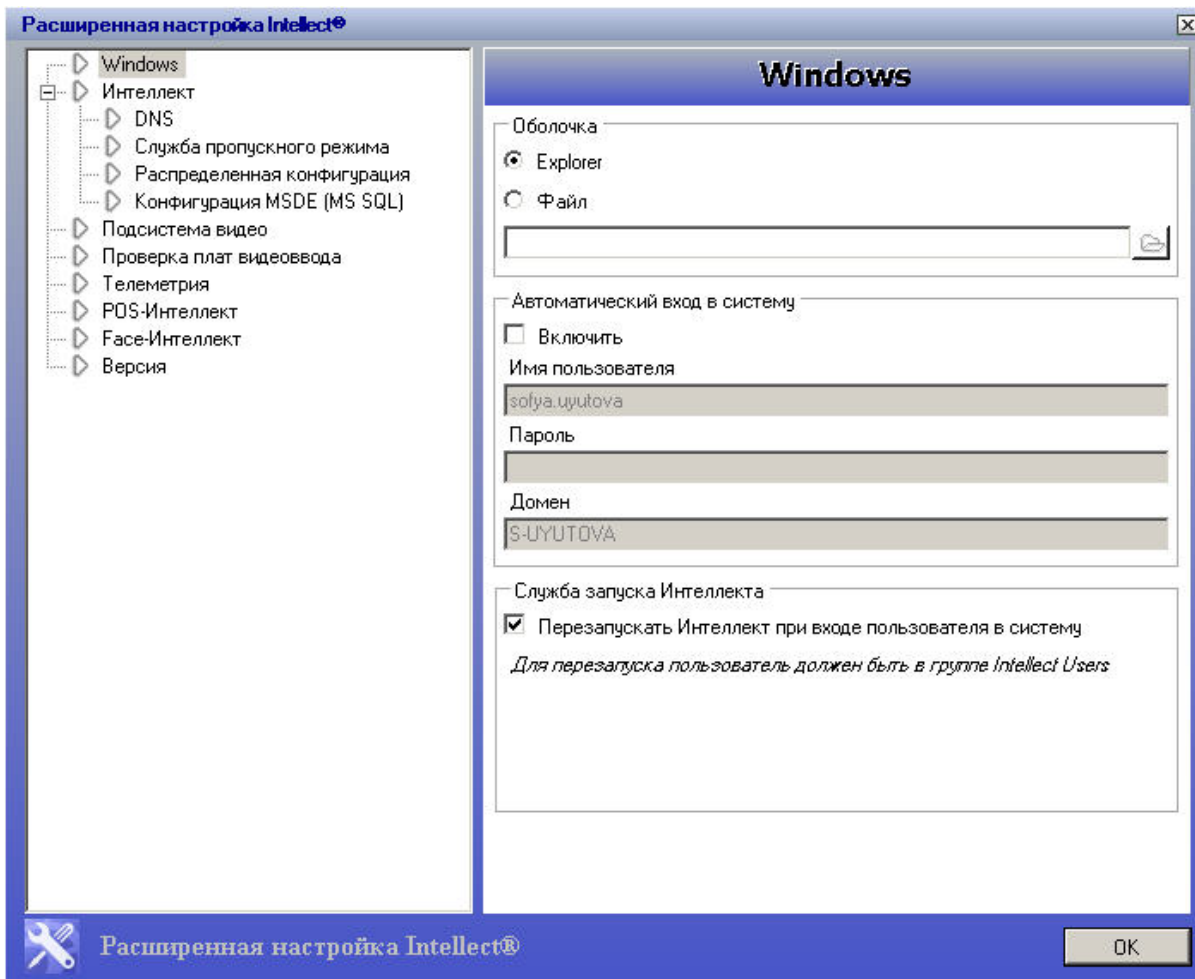 Расширенная настройка Intellect®
Windows
Интеллект
DNS
Служба пропускного режима
Распределенная конфигурация
Конфигурация MSDE (MS SQL)
Подсистема видео
Проверка плат видеоввода
Телеметрия
POS-Интеллект
Face-Интеллект
Версия
Windows
Оболочка
Explorer
Файл
Автоматический вход в систему
Включить
Имя пользователя
sofya.uyutova
Пароль
Домен
S-UYUTOVA
Служба запуска Интеллекта
Перезапускать Интеллект при входе пользователя в систему
Для перезапуска пользователь должен быть в группе Intellect Users
Расширенная настройка Intellect®
OK